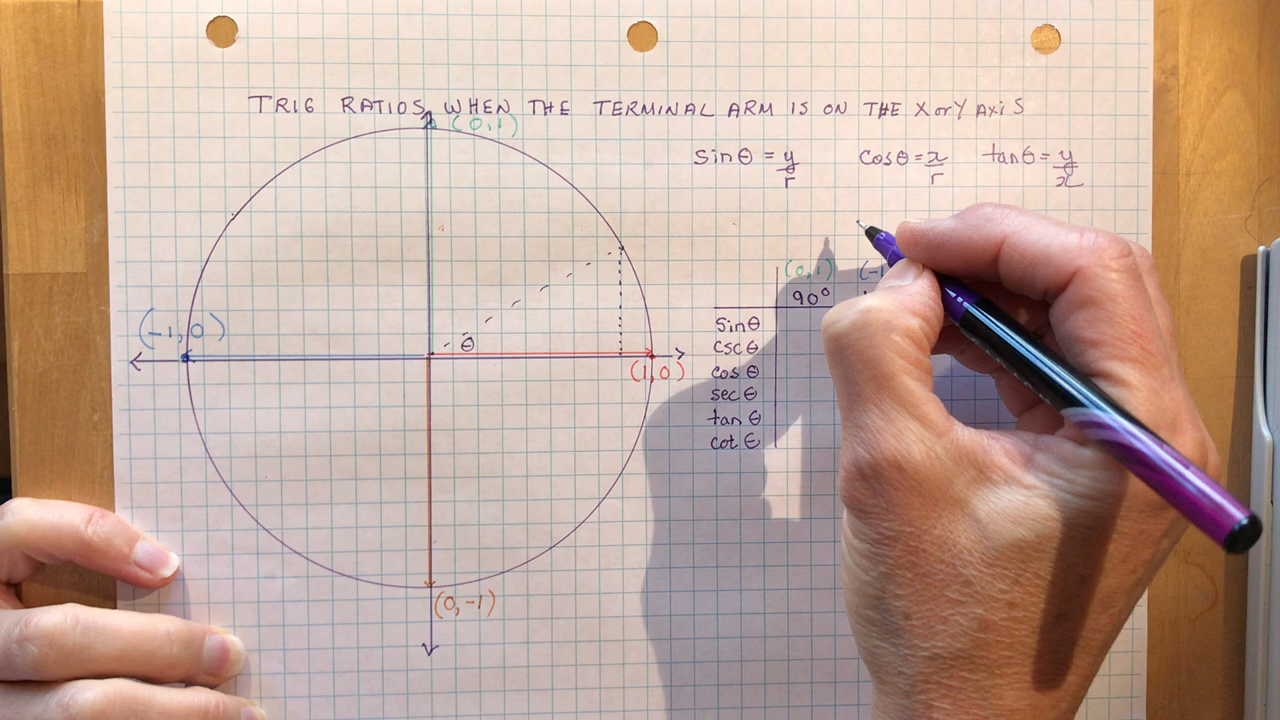 TRIG RATIOS WHEN THE TERMINAL ARM IS ON THE X or Y AXIS
(0,1)
sinθ = y/r cosθ = x/r tanθ = y/x
(0,1) (-1
90°
sinθ
cscθ
cosθ
secθ
tanθ
cotθ
(-1,0)
θ
(1,0)
(0,-1)